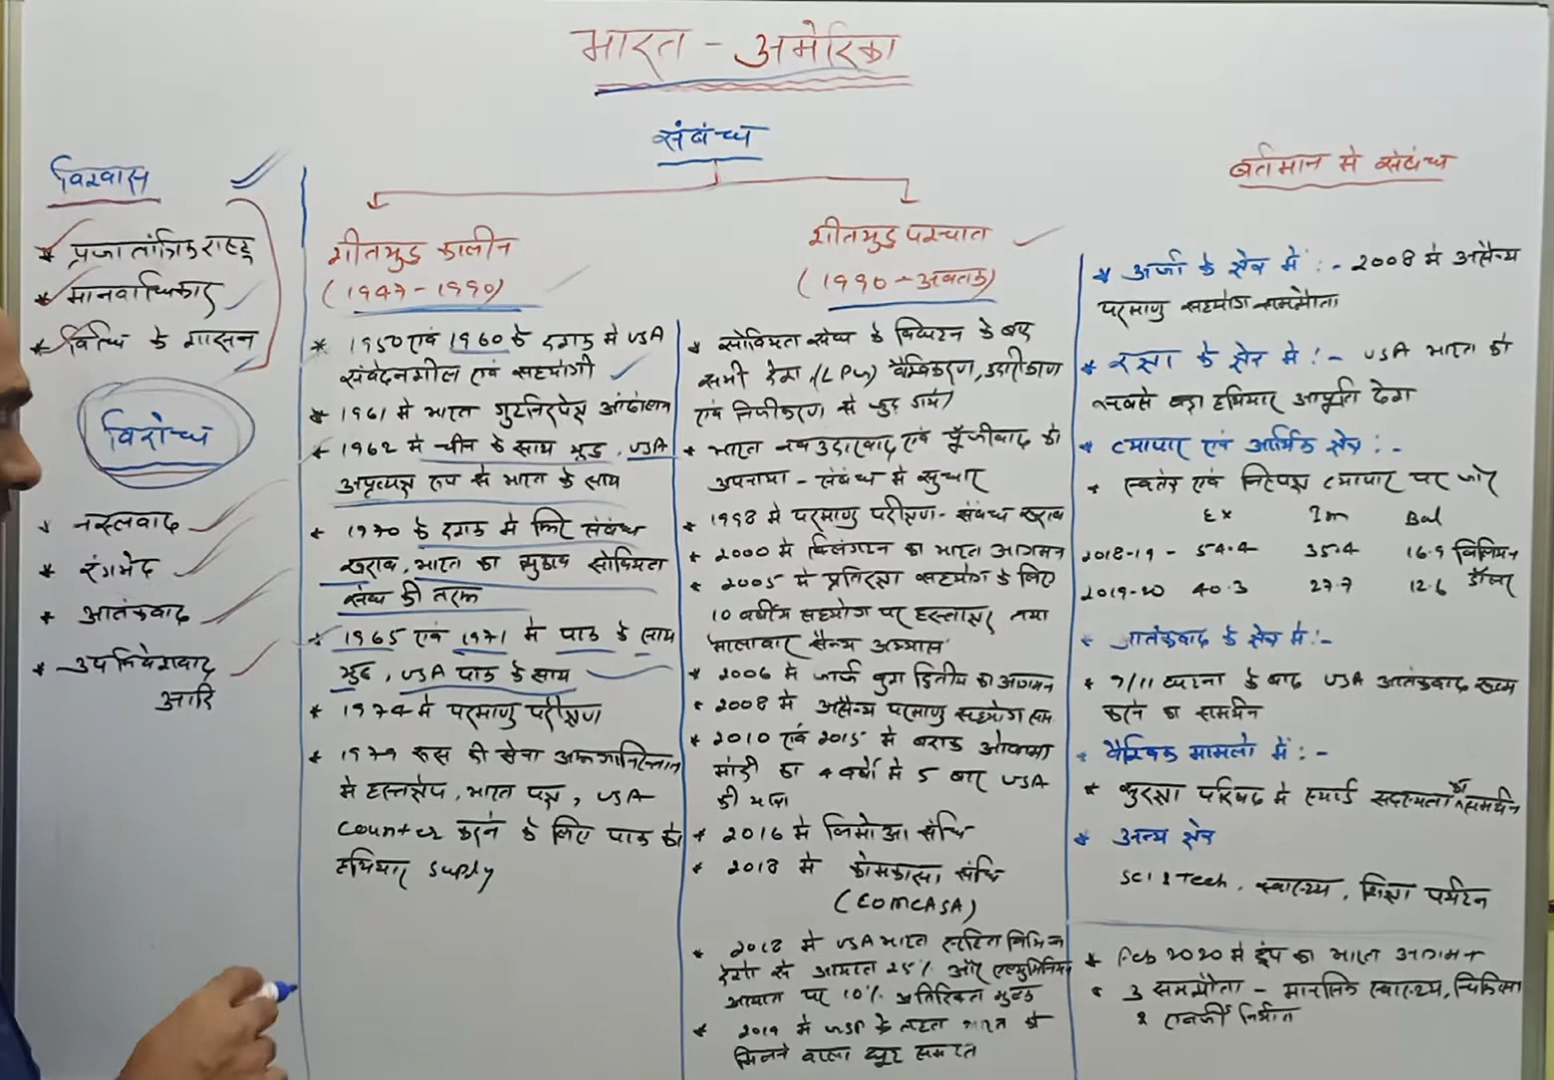 भारत - अमेरिका
संबंध
विश्वास
* प्रजातांत्रिक राष्ट्र
* मानवाधिकार
* विधि के शासन
विरोध
* नस्लवाद
* रंगभेद
* आतंकवाद
* उपनिवेशवाद
आदि
शीतयुद्ध कालीन
(1947-1990)
* 1950 एवं 1960 के दशक मे USA
संवेदनशील एवं सहयोगी
* 1961 मे भारत गुटनिरपेक्ष आंदोलन
* 1962 मे चीन के साथ युद्ध, USA
अप्रत्यक्ष रूप से भारत के साथ
* 1970 के दशक मे फिर संबंध
खराब, भारत का झुकाव सोवियत
संघ की तरफ
* 1965 एवं 1971 मे पाक के साथ
युद्ध, USA पाक के साथ
* 1974 मे परमाणु परीक्षण
* 1979 रूस की सेना अफगानिस्तान
मे हस्तक्षेप, भारत पक्ष, USA
Counter करने के लिए पाक को
हथियार Supply
शीतयुद्ध पश्चात
(1990-अबतक)
* सोवियत संघ के विघटन के बाद
सभी देश (LPG) वैश्विकरण, उदारीकरण
एवं निजीकरण से जुड़ गये
* भारत नव उदारवाद एवं पूँजीवाद को
अपनाया - संबंध मे सुधार
* 1998 मे परमाणु परीक्षण - संबंध खराब
* 2000 मे क्लिंगटन का भारत आगमन
* 2005 मे प्रतिरक्षा सहयोग के लिए
10 वर्षीय सहयोग पर हस्ताक्षर तथा
मालाबार सैन्य अभ्यास
* 2006 मे जार्ज बुश द्वितीय का आगमन
* 2008 मे असैन्य परमाणु सहयोग सम.
* 2010 एवं 2015 मे बराक ओबामा
मोदी का 4 वर्षो मे 5 बार USA
की यात्रा
* 2016 मे लिमोआ संधि
* 2018 मे कोमकासा संधि
(COMCASA)
* 2018 मे USA भारत सहित विभिन्न
देशो से आयात 25% और एल्युमिनियम
आयात पर 10% अतिरिक्त शुल्क
* 2019 मे GSP के तहत भारत को
मिलने वाला छूट समाप्त
वर्तमान मे संबंध
* ऊर्जा के क्षेत्र में :- 2008 मे असैन्य
परमाणु सहयोग समझौता
* रक्षा के क्षेत्र मे :- USA भारत को
सबसे बड़ा हथियार आपूर्ति देश
* व्यापार एवं आर्थिक क्षेत्र :-
* स्वतंत्र एवं निष्पक्ष व्यापार पर जोर
Ex Im Bal
2018-19 - 54.4 35.4 16.9 बिलियन
2019-20 40.3 27.7 12.6 डॉलर
* आतंकवाद के क्षेत्र मे :-
* 9/11 घटना के बाद USA आतंकवाद खत्म
करने का समर्थन
* वैश्विक मामलो में :-
* सुरक्षा परिषद मे स्थाई सदस्यता का समर्थन
* अन्य क्षेत्र
Sci & Tech, स्वास्थ्य, शिक्षा पर्यटन
* Feb 2020 मे ट्रंप का भारत आगमन
* 3 समझौता - मानसिक स्वास्थ्य, चिकित्सा
& एनर्जी निर्यात